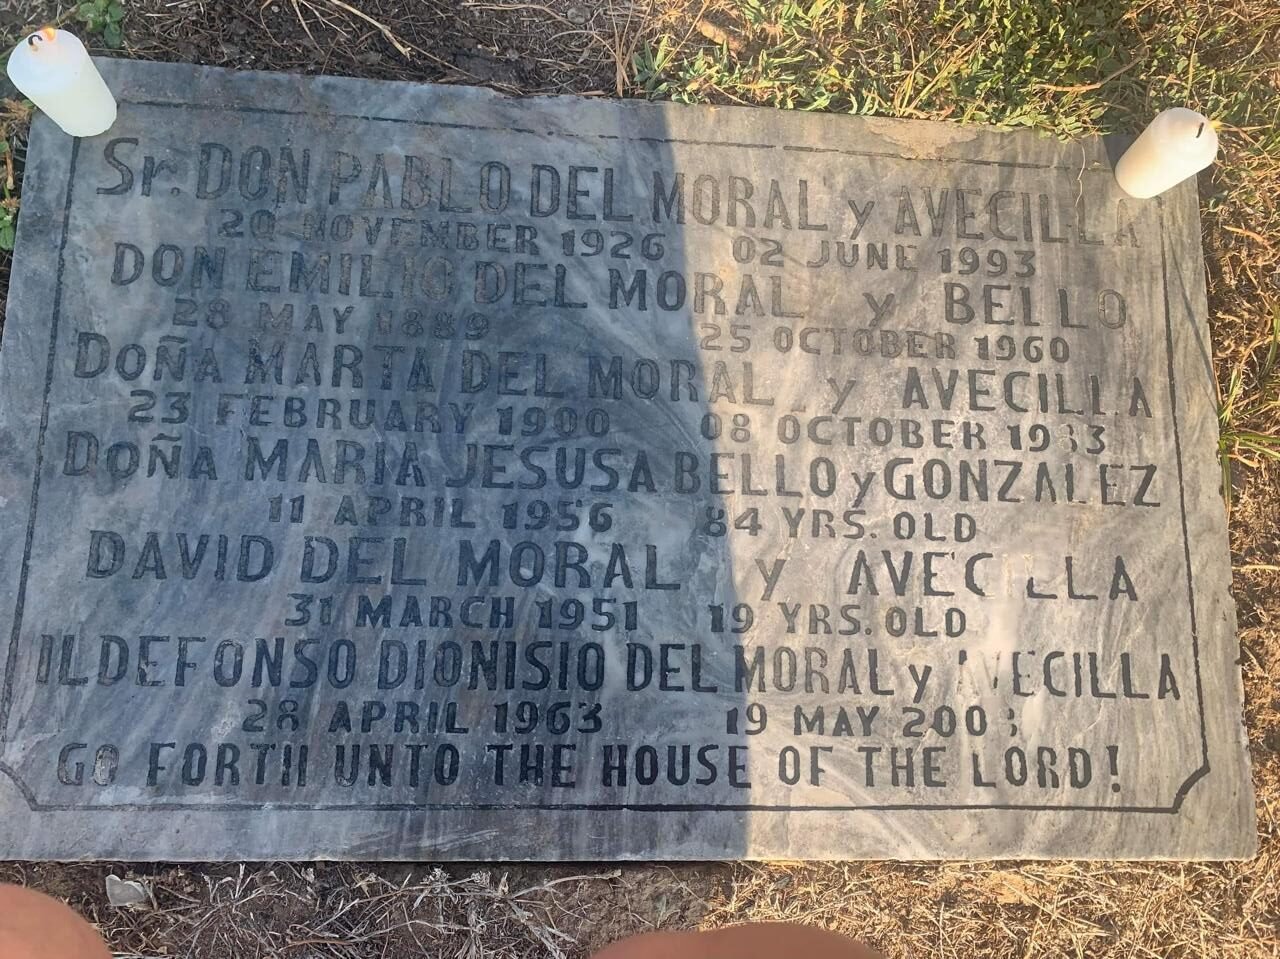 Sr. DON PABLO DEL MORAL y AVECILLA
20 NOVEMBER 1926 02 JUNE 1993
DON EMILIO DEL MORAL y BELLO
28 MAY 1889 25 OCTOBER 1960
DOÑA MARTA DEL MORAL y AVECILLA
23 FEBRUARY 1900 08 OCTOBER
DOÑA MARIA JESUSA BELLO y GONZALEZ
11 APRIL 1956 84 YRS. OLD
DAVID DEL MORAL y AVECILLA
31 MARCH 1951 19 YRS. OLD
ILDEFONSO DIONISIO DEL MORAL y AVECILLA
28 APRIL 1963 19 MAY
GO FORTH UNTO THE HOUSE OF THE LORD!